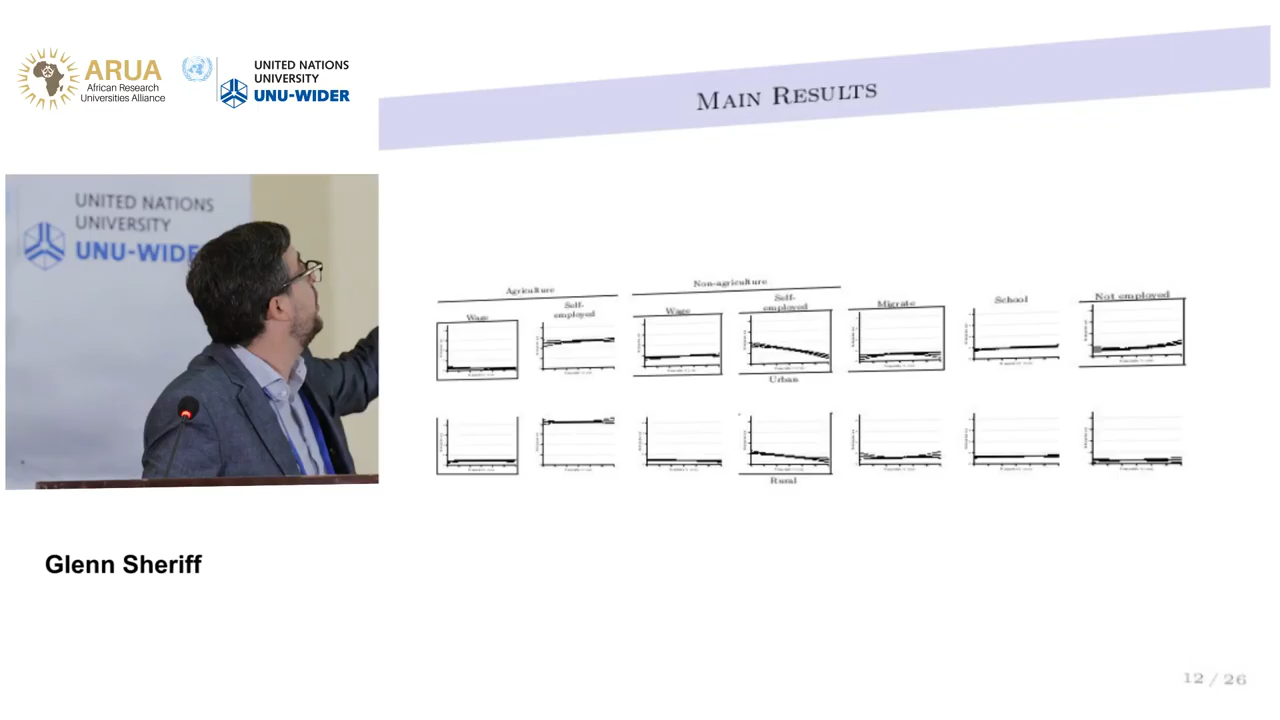 ARUA
African Research
Universities Alliance
UNITED NATIONS
UNIVERSITY
UNU-WIDER
MAIN RESULTS
UNITED NATIONS
UNIVERSITY
UNU-WIDE
Agriculture
Non-agriculture
Wage
Self-
employed
Wage
Self-
employed
Migrate
School
Not employed
Urban
Rural
Glenn Sheriff
12 / 26